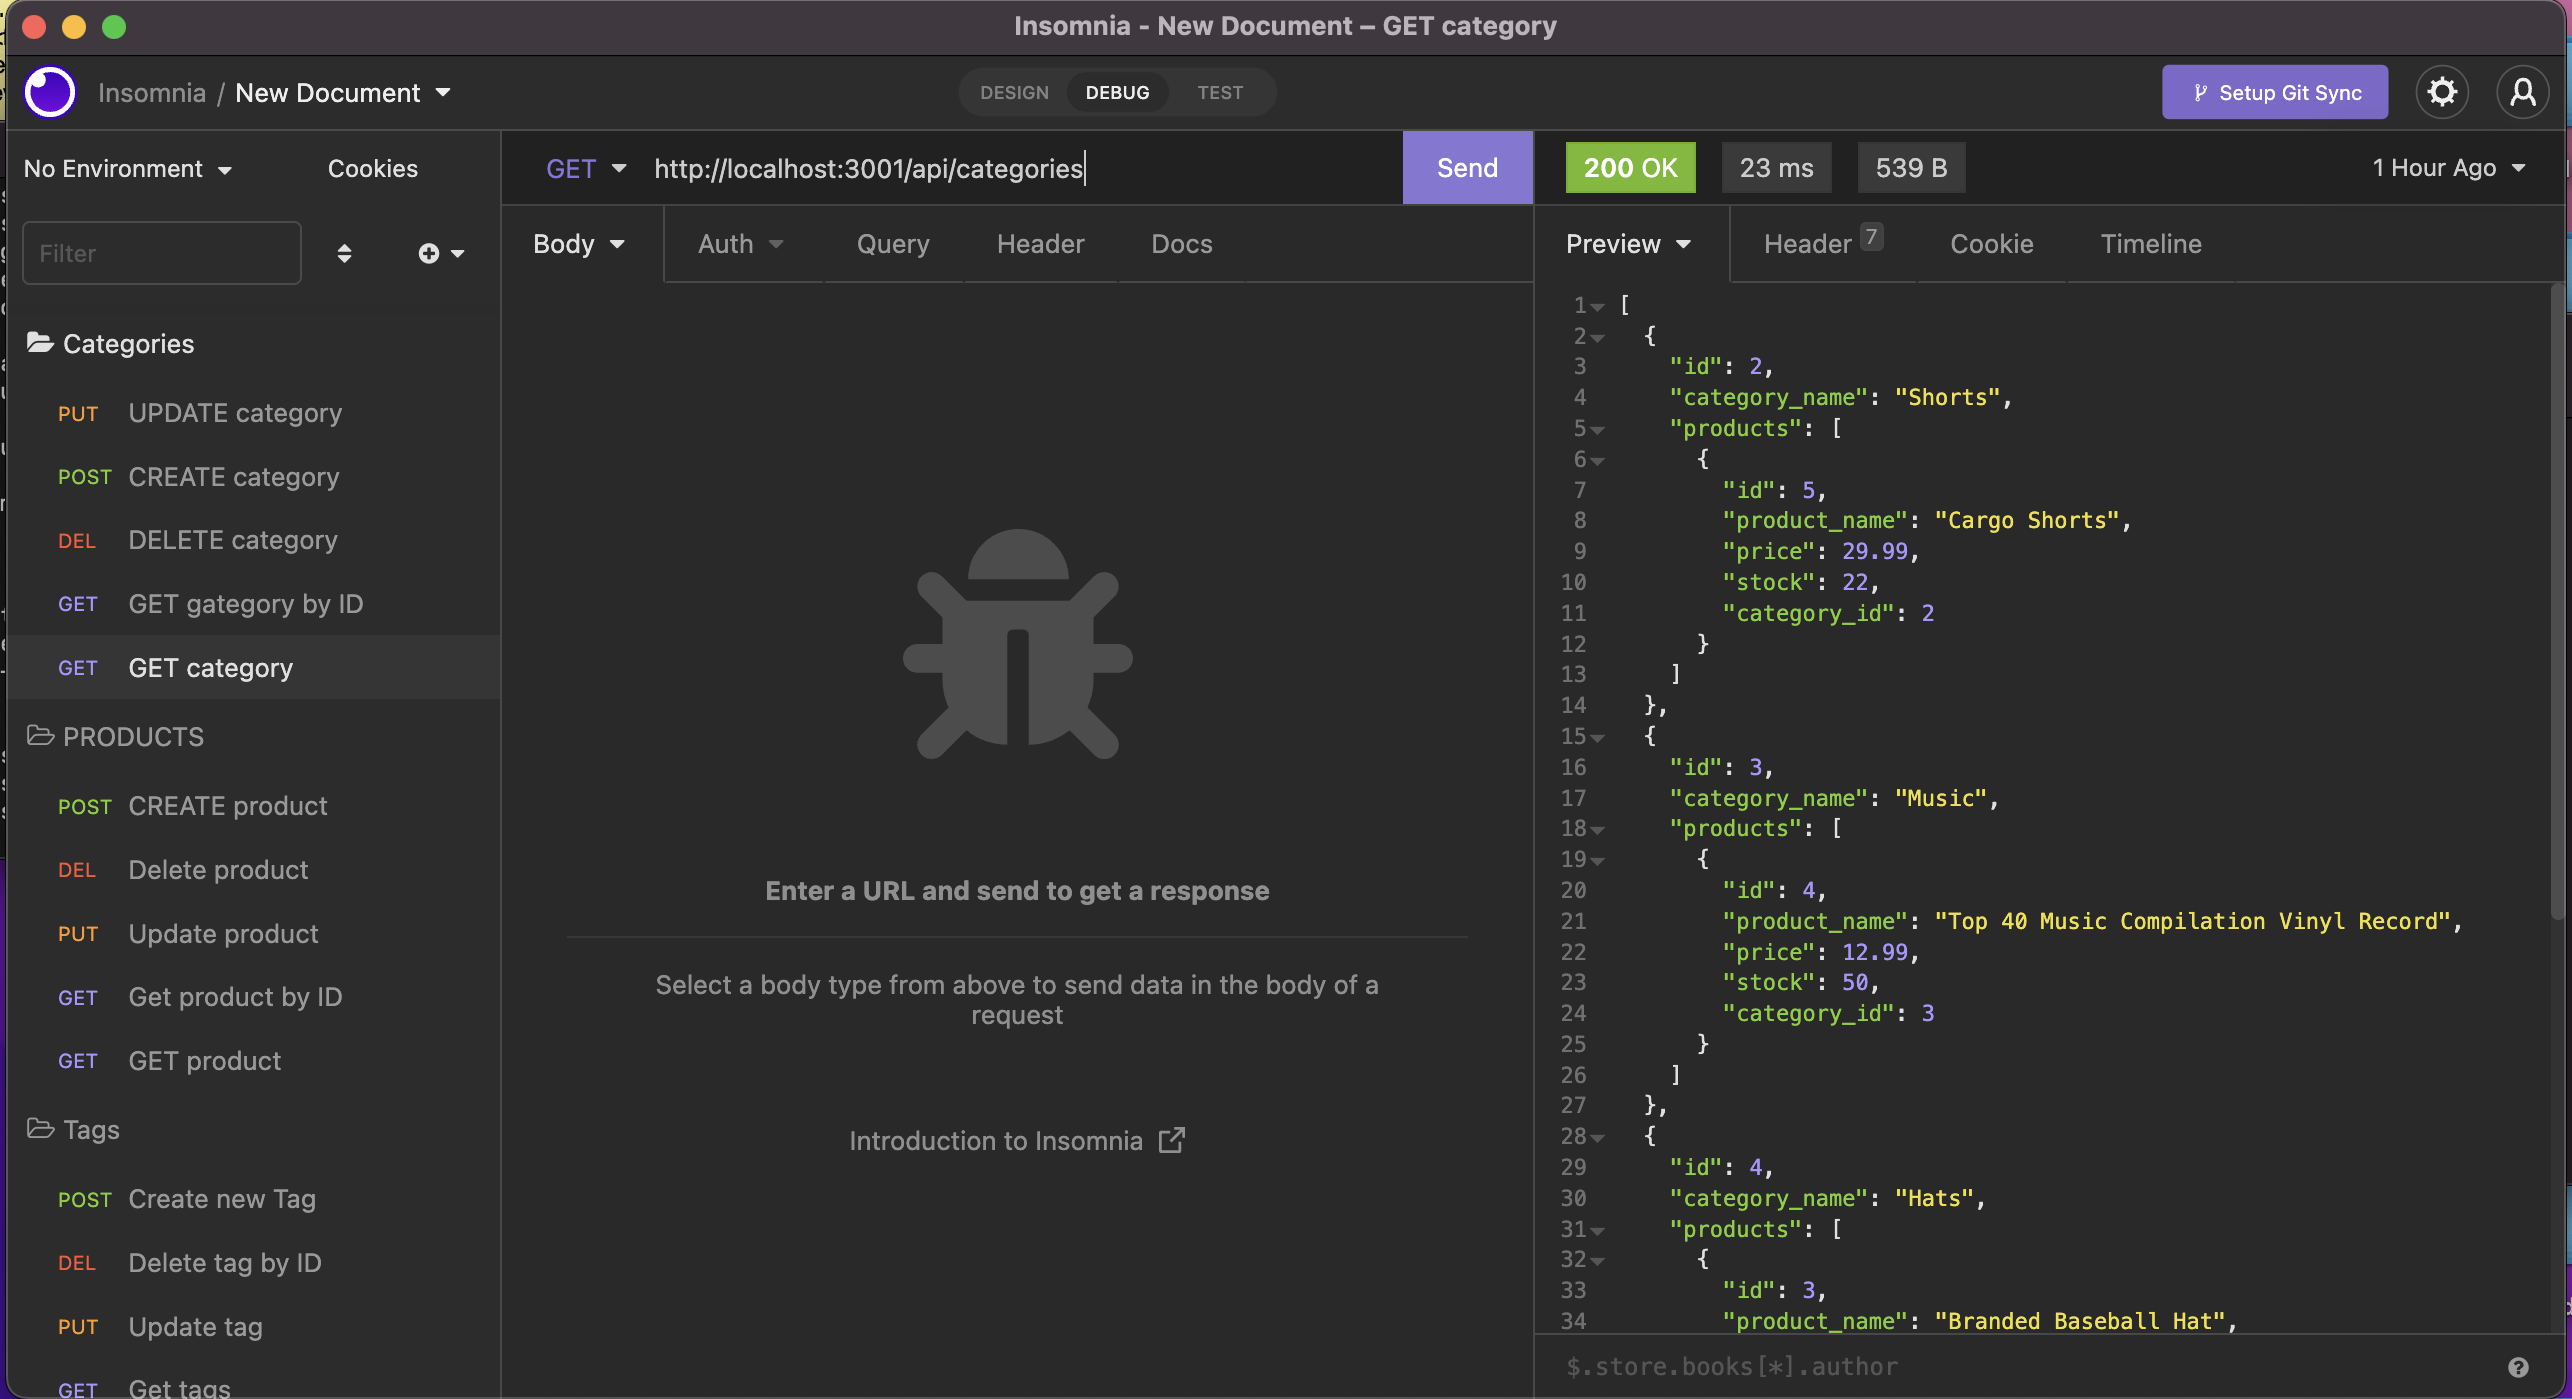 Insomnia - New Document – GET category
Insomnia / New Document
DESIGN DEBUG TEST
Setup Git Sync
No Environment Cookies
Filter
Categories
PUT UPDATE category
POST CREATE category
DEL DELETE category
GET GET gategory by ID
GET GET category
PRODUCTS
POST CREATE product
DEL Delete product
PUT Update product
GET Get product by ID
GET GET product
Tags
POST Create new Tag
DEL Delete tag by ID
PUT Update tag
GET Get tags
GET http://localhost:3001/api/categories Send
Body Auth Query Header Docs
Enter a URL and send to get a response
Select a body type from above to send data in the body of a
request
Introduction to Insomnia
200 OK 23 ms 539 B 1 Hour Ago
Preview Header 7 Cookie Timeline
1 [
2 {
3 "id": 2,
4 "category_name": "Shorts",
5 "products": [
6 {
7 "id": 5,
8 "product_name": "Cargo Shorts",
9 "price": 29.99,
10 "stock": 22,
11 "category_id": 2
12 }
13 ]
14 },
15 {
16 "id": 3,
17 "category_name": "Music",
18 "products": [
19 {
20 "id": 4,
21 "product_name": "Top 40 Music Compilation Vinyl Record",
22 "price": 12.99,
23 "stock": 50,
24 "category_id": 3
25 }
26 ]
27 },
28 {
29 "id": 4,
30 "category_name": "Hats",
31 "products": [
32 {
33 "id": 3,
34 "product_name": "Branded Baseball Hat",
$.store.books[*].author